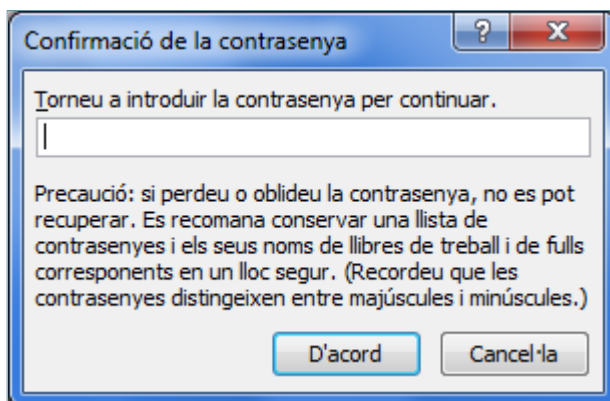 Confirmació de la contrasenya
Torneu a introduir la contrasenya per continuar.
Precaució: si perdeu o oblideu la contrasenya, no es pot
recuperar. Es recomana conservar una llista de
contrasenyes i els seus noms de llibres de treball i de fulls
corresponents en un lloc segur. (Recordeu que les
contrasenyes distingeixen entre majúscules i minúscules.)
D'acord
Cancel·la